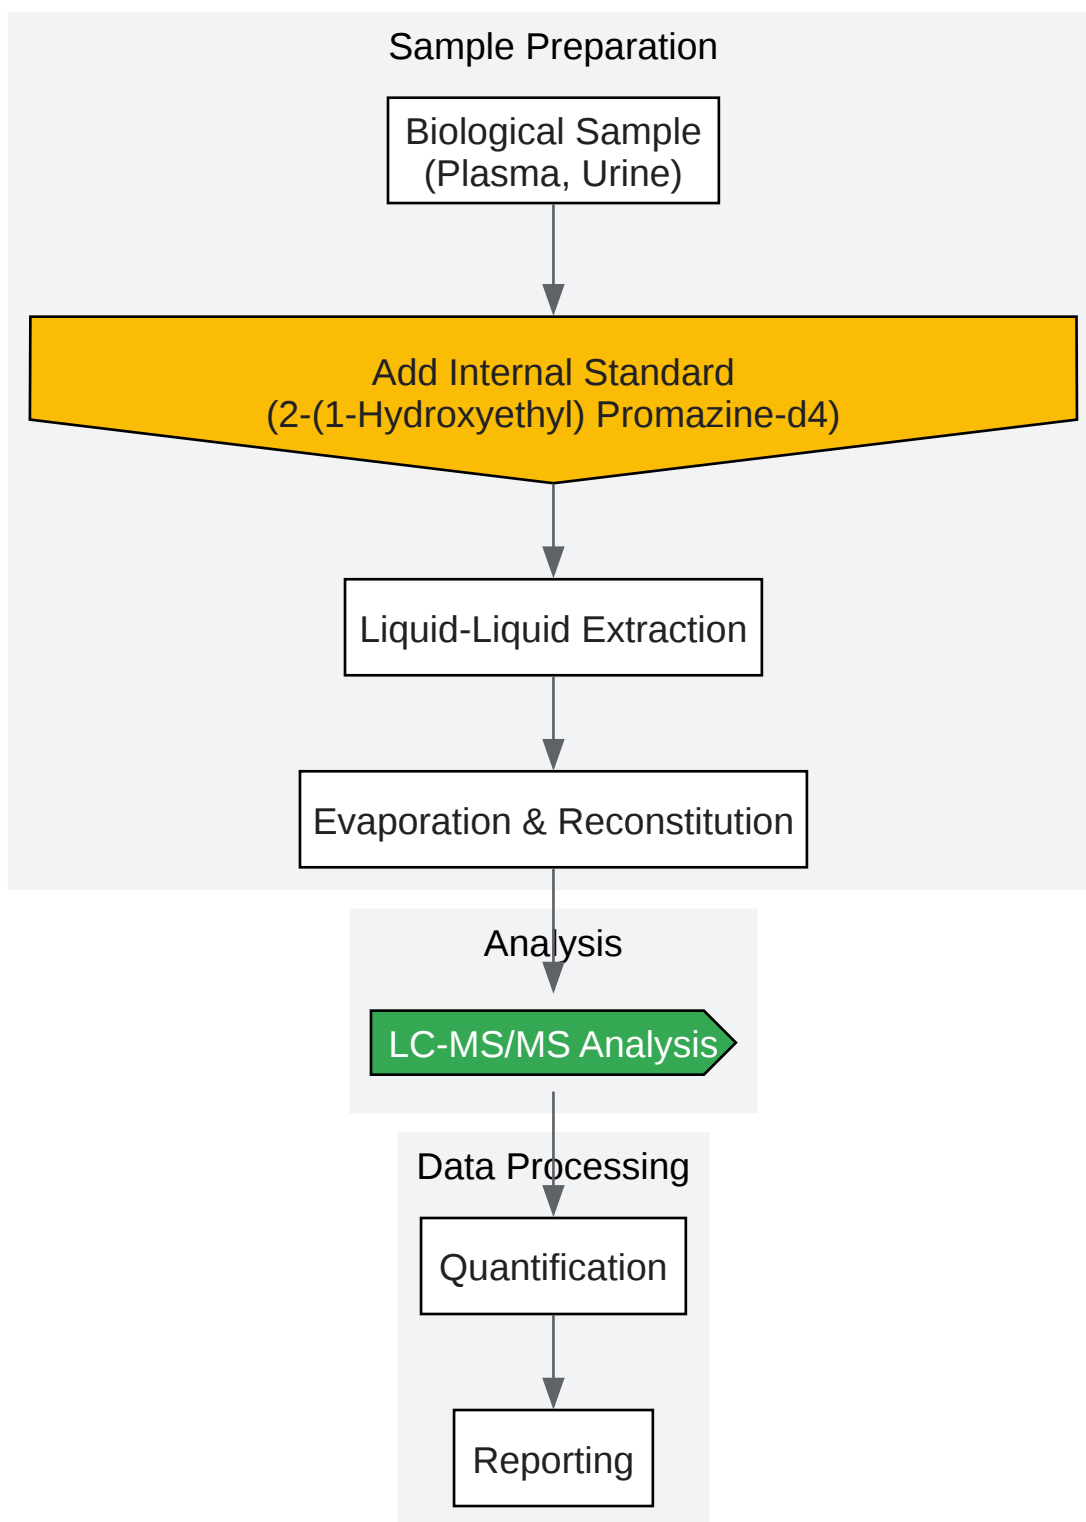 Sample Preparation
Biological Sample
(Plasma, Urine)
Add Internal Standard
(2-(1-Hydroxyethyl) Promazine-d4)
Liquid-Liquid Extraction
Evaporation & Reconstitution
Analysis
LC-MS/MS Analysis
Data Processing
Quantification
Reporting